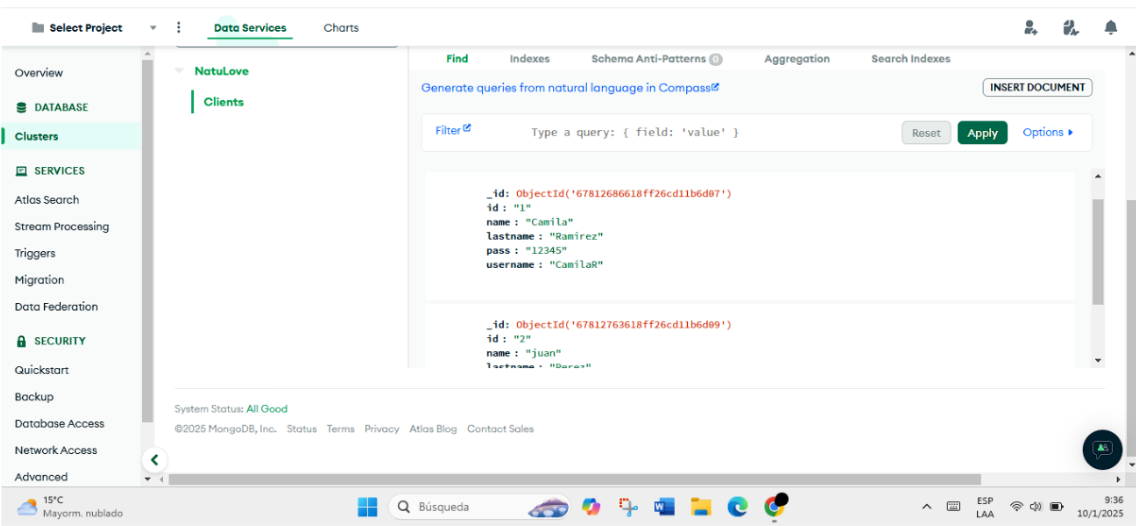 Select Project
Data Services
Charts
Overview
DATABASE
Clusters
SERVICES
Atlas Search
Stream Processing
Triggers
Migration
Data Federation
SECURITY
Quickstart
Backup
Database Access
Network Access
Advanced
NatuLove
Clients
Find Indexes Schema Anti-Patterns 0 Aggregation Search Indexes
Generate queries from natural language in Compass
INSERT DOCUMENT
Filter
Type a query: { field: 'value' }
Reset
Apply
Options
_id: ObjectId('67812686618ff26cd11b6d07')
id : "1"
name : "Camila"
lastname : "Ramirez"
pass : "12345"
username : "CamilaR"
_id: ObjectId('67812763618ff26cd11b6d09')
id : "2"
name : "juan"
lastname : "Perez"
System Status: All Good
©2025 MongoDB, Inc. Status Terms Privacy Atlas Blog Contact Sales
15°C
Mayorm. nublado
Búsqueda
ESP
LAA
9:36
10/1/2025